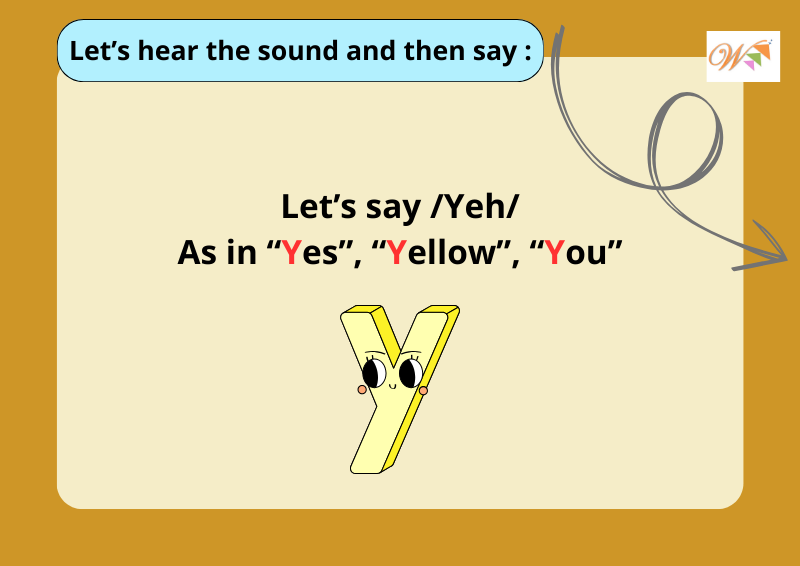 Let’s hear the sound and then say :
W
Let’s say /Yeh/
As in “Yes”, “Yellow”, “You”
Y